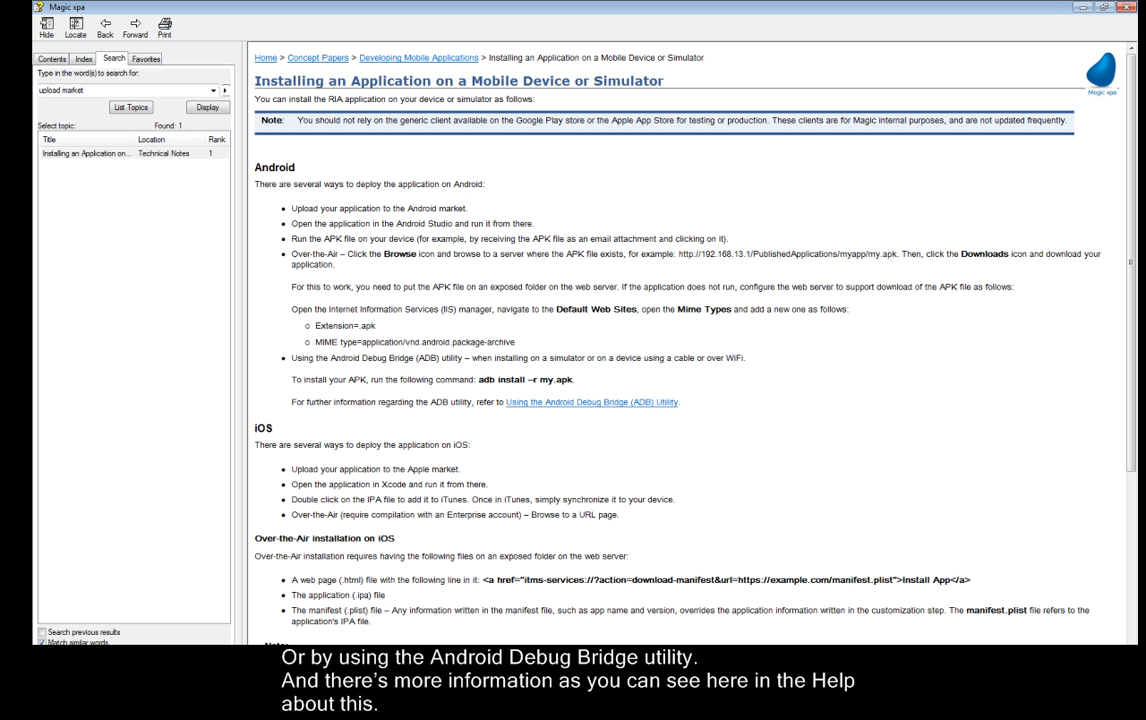 Magic xpa
Hide Locate Back Forward Print
Contents Index Search Favorites
Type in the word(s) to search for:
upload market
List Topics Display
Select topic: Found: 1
Title Location Rank
Installing an Application on... Technical Notes 1
Search previous results
Match similar words
Home > Concept Papers > Developing Mobile Applications > Installing an Application on a Mobile Device or Simulator
Installing an Application on a Mobile Device or Simulator
Magic xpa
You can install the RIA application on your device or simulator as follows:
Note: You should not rely on the generic client available on the Google Play store or the Apple App Store for testing or production. These clients are for Magic internal purposes, and are not updated frequently.
Android
There are several ways to deploy the application on Android:
• Upload your application to the Android market.
• Open the application in the Android Studio and run it from there.
• Run the APK file on your device (for example, by receiving the APK file as an email attachment and clicking on it).
• Over-the-Air – Click the Browse icon and browse to a server where the APK file exists, for example: http://192.168.13.1/PublishedApplications/myapp/my.apk. Then, click the Downloads icon and download your
application.
For this to work, you need to put the APK file on an exposed folder on the web server. If the application does not run, configure the web server to support download of the APK file as follows:
Open the Internet Information Services (IIS) manager, navigate to the Default Web Sites, open the Mime Types and add a new one as follows:
o Extension=.apk
o MIME type=application/vnd.android.package-archive
• Using the Android Debug Bridge (ADB) utility – when installing on a simulator or on a device using a cable or over WiFi.
To install your APK, run the following command: adb install –r my.apk.
For further information regarding the ADB utility, refer to Using the Android Debug Bridge (ADB) Utility.
iOS
There are several ways to deploy the application on iOS:
• Upload your application to the Apple market.
• Open the application in Xcode and run it from there.
• Double click on the IPA file to add it to iTunes. Once in iTunes, simply synchronize it to your device.
• Over-the-Air (require compilation with an Enterprise account) – Browse to a URL page.
Over-the-Air installation on iOS
Over-the-Air installation requires having the following files on an exposed folder on the web server:
• A web page (.html) file with the following line in it: <a href="itms-services://?action=download-manifest&url=https://example.com/manifest.plist">Install App</a>
• The application (.ipa) file
• The manifest (.plist) file – Any information written in the manifest file, such as app name and version, overrides the application information written in the customization step. The manifest.plist file refers to the
application's IPA file.
Or by using the Android Debug Bridge utility.
And there's more information as you can see here in the Help
about this.